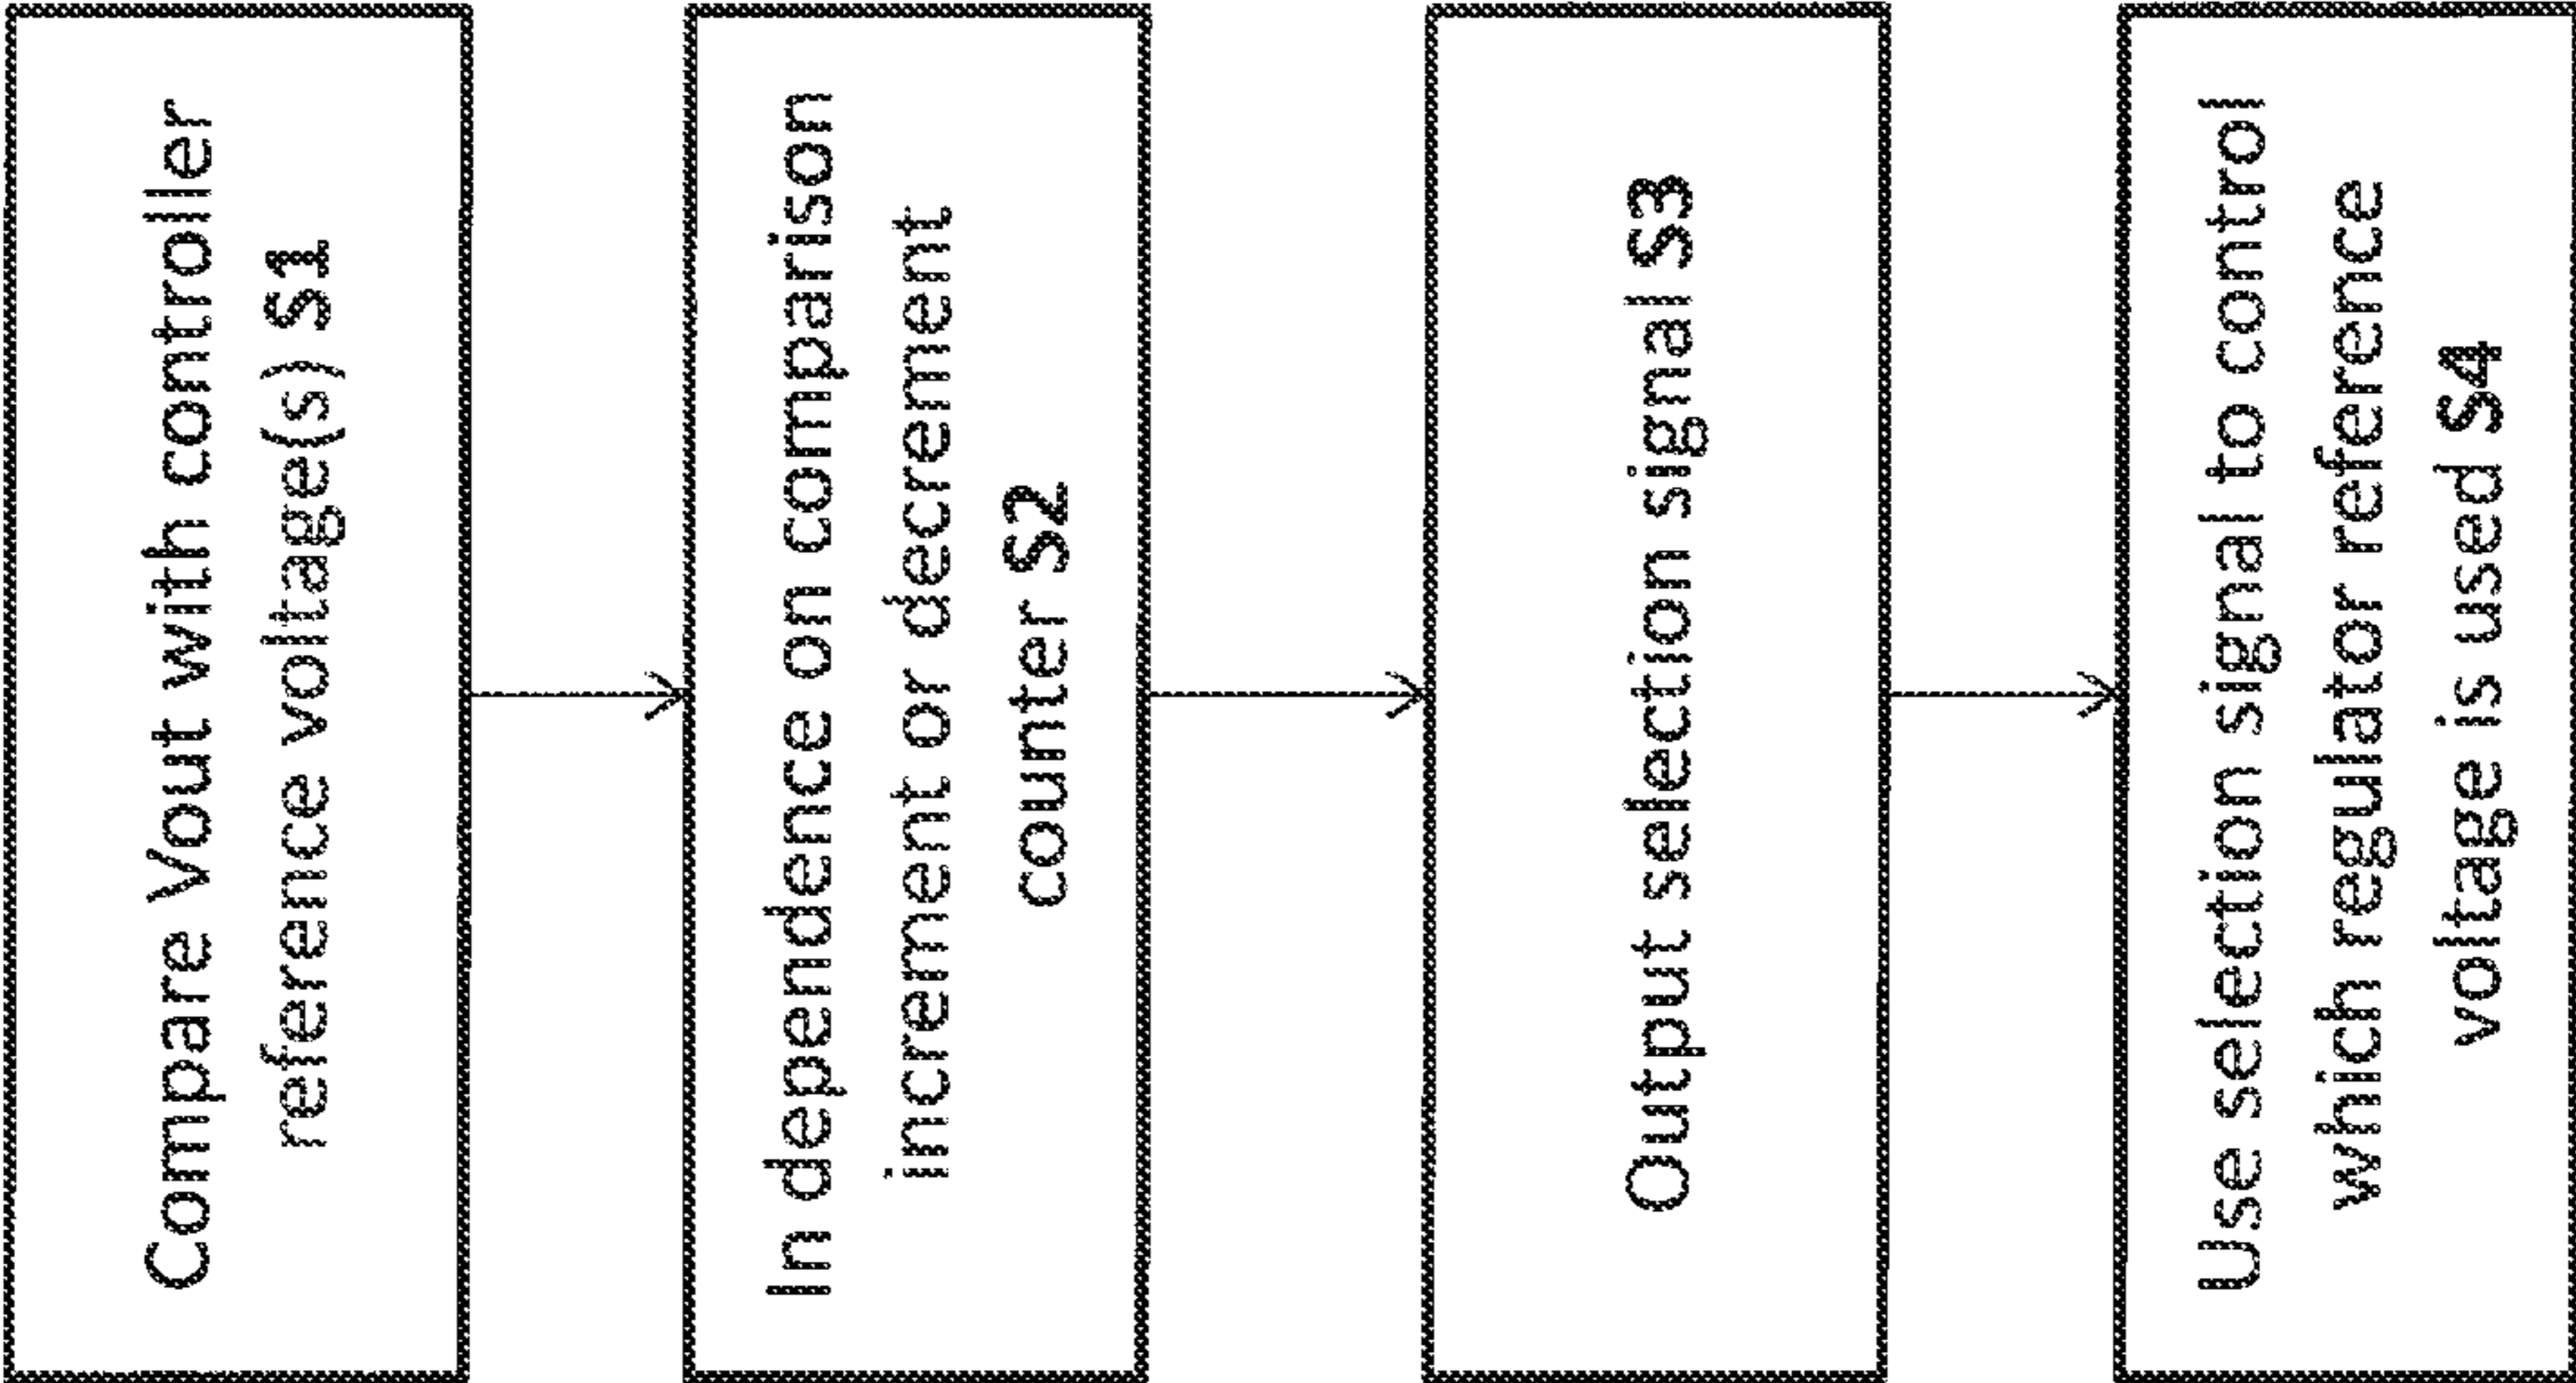 Compare Vout with controller
reference voltage(s) S1
In dependence on comparison
increment or decrement
counter S2
Output selection signal S3
Use selection signal to control
which regulator reference
voltage is used S4